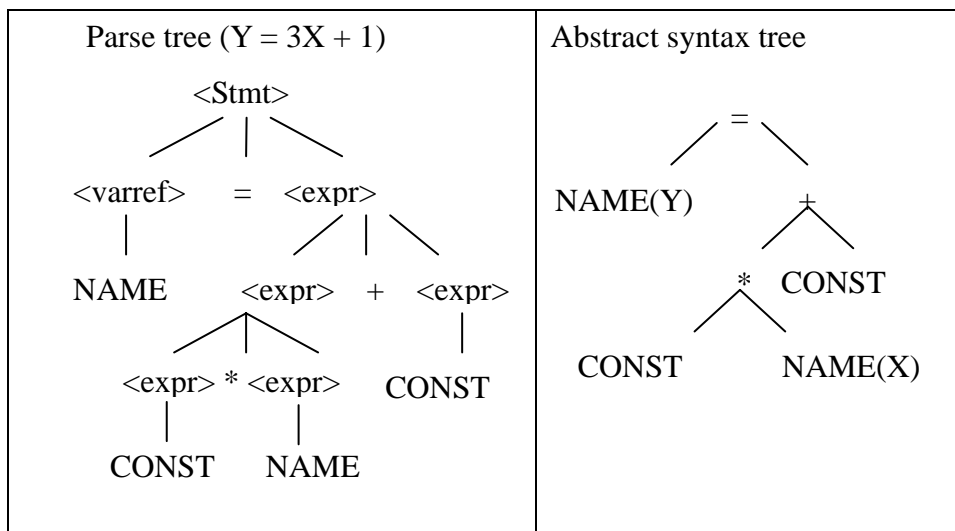 Parse tree (Y = 3X + 1)
<Stmt>
<varref> = <expr>
NAME <expr> + <expr>
<expr> * <expr> CONST
CONST NAME
Abstract syntax tree
=
NAME(Y) +
* CONST
CONST NAME(X)